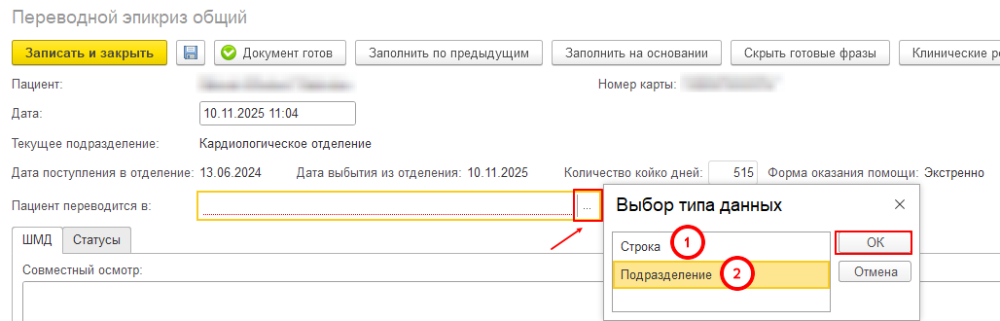 Переводной эпикриз общий
Записать и закрыть Документ готов Заполнить по предыдущим Заполнить на основании Скрыть готовые фразы Клинические ре
Пациент: Номер карты:
Дата: 10.11.2025 11:04
Текущее подразделение: Кардиологическое отделение
Дата поступления в отделение: 13.06.2024 Дата выбытия из отделения: 10.11.2025 Количество койко дней: 515 Форма оказания помощи: Экстренно
Пациент переводится в: ...
Выбор типа данных
Строка 1 ОК
Подразделение 2 Отмена
ШМД Статусы
Совместный осмотр: